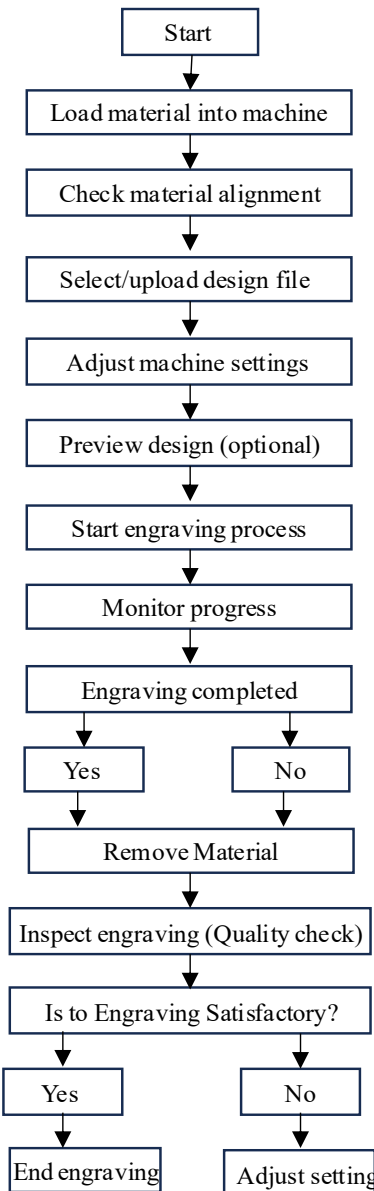 Start
Load material into machine
Check material alignment
Select/upload design file
Adjust machine settings
Preview design (optional)
Start engraving process
Monitor progress
Engraving completed
Yes
No
Remove Material
Inspect engraving (Quality check)
Is to Engraving Satisfactory?
Yes
No
End engraving
Adjust setting